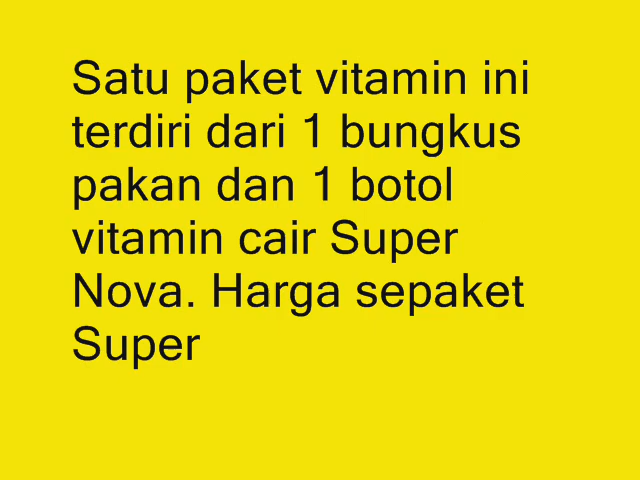 Satu paket vitamin ini
terdiri dari 1 bungkus
pakan dan 1 botol
vitamin cair Super
Nova. Harga sepaket
Super